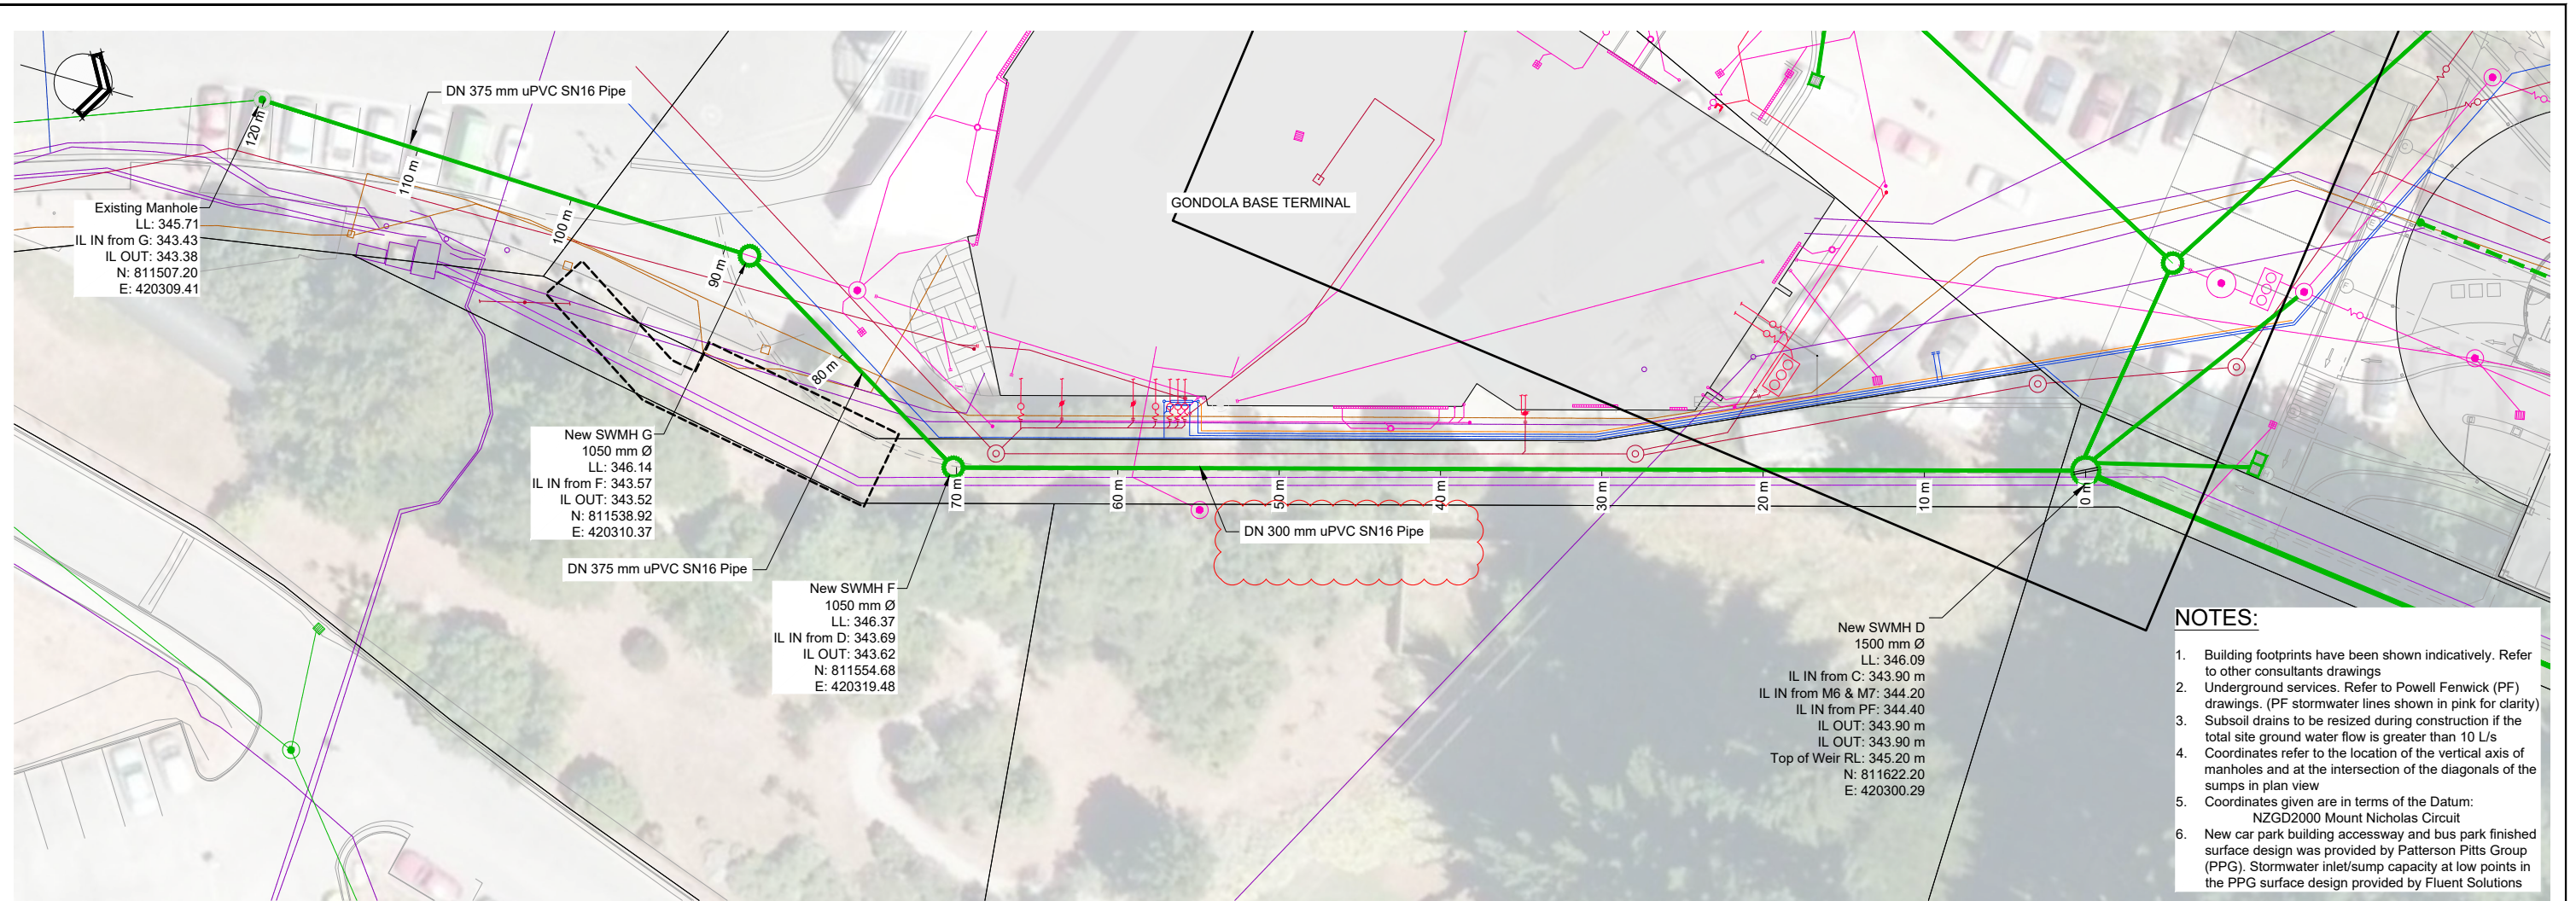 DN 375 mm uPVC SN16 Pipe
120 m
110 m
100 m
90 m
80 m
Existing Manhole
LL: 345.71
IL IN from G: 343.43
IL OUT: 343.38
N: 811507.20
E: 420309.41
GONDOLA BASE TERMINAL
New SWMH G
1050 mm Ø
LL: 346.14
IL IN from F: 343.57
IL OUT: 343.52
N: 811538.92
E: 420310.37
DN 375 mm uPVC SN16 Pipe
70 m
60 m
50 m
40 m
30 m
20 m
10 m
0 m
DN 300 mm uPVC SN16 Pipe
New SWMH F
1050 mm Ø
LL: 346.37
IL IN from D: 343.69
IL OUT: 343.62
N: 811554.68
E: 420319.48
New SWMH D
1500 mm Ø
LL: 346.09
IL IN from C: 343.90 m
IL IN from M6 & M7: 344.20
IL IN from PF: 344.40
IL OUT: 343.90 m
IL OUT: 343.90 m
Top of Weir RL: 345.20 m
N: 811622.20
E: 420300.29
NOTES:
1. Building footprints have been shown indicatively. Refer
to other consultants drawings
2. Underground services. Refer to Powell Fenwick (PF)
drawings. (PF stormwater lines shown in pink for clarity)
3. Subsoil drains to be resized during construction if the
total site ground water flow is greater than 10 L/s
4. Coordinates refer to the location of the vertical axis of
manholes and at the intersection of the diagonals of the
sumps in plan view
5. Coordinates given are in terms of the Datum:
NZGD2000 Mount Nicholas Circuit
6. New car park building accessway and bus park finished
surface design was provided by Patterson Pitts Group
(PPG). Stormwater inlet/sump capacity at low points in
the PPG surface design provided by Fluent Solutions